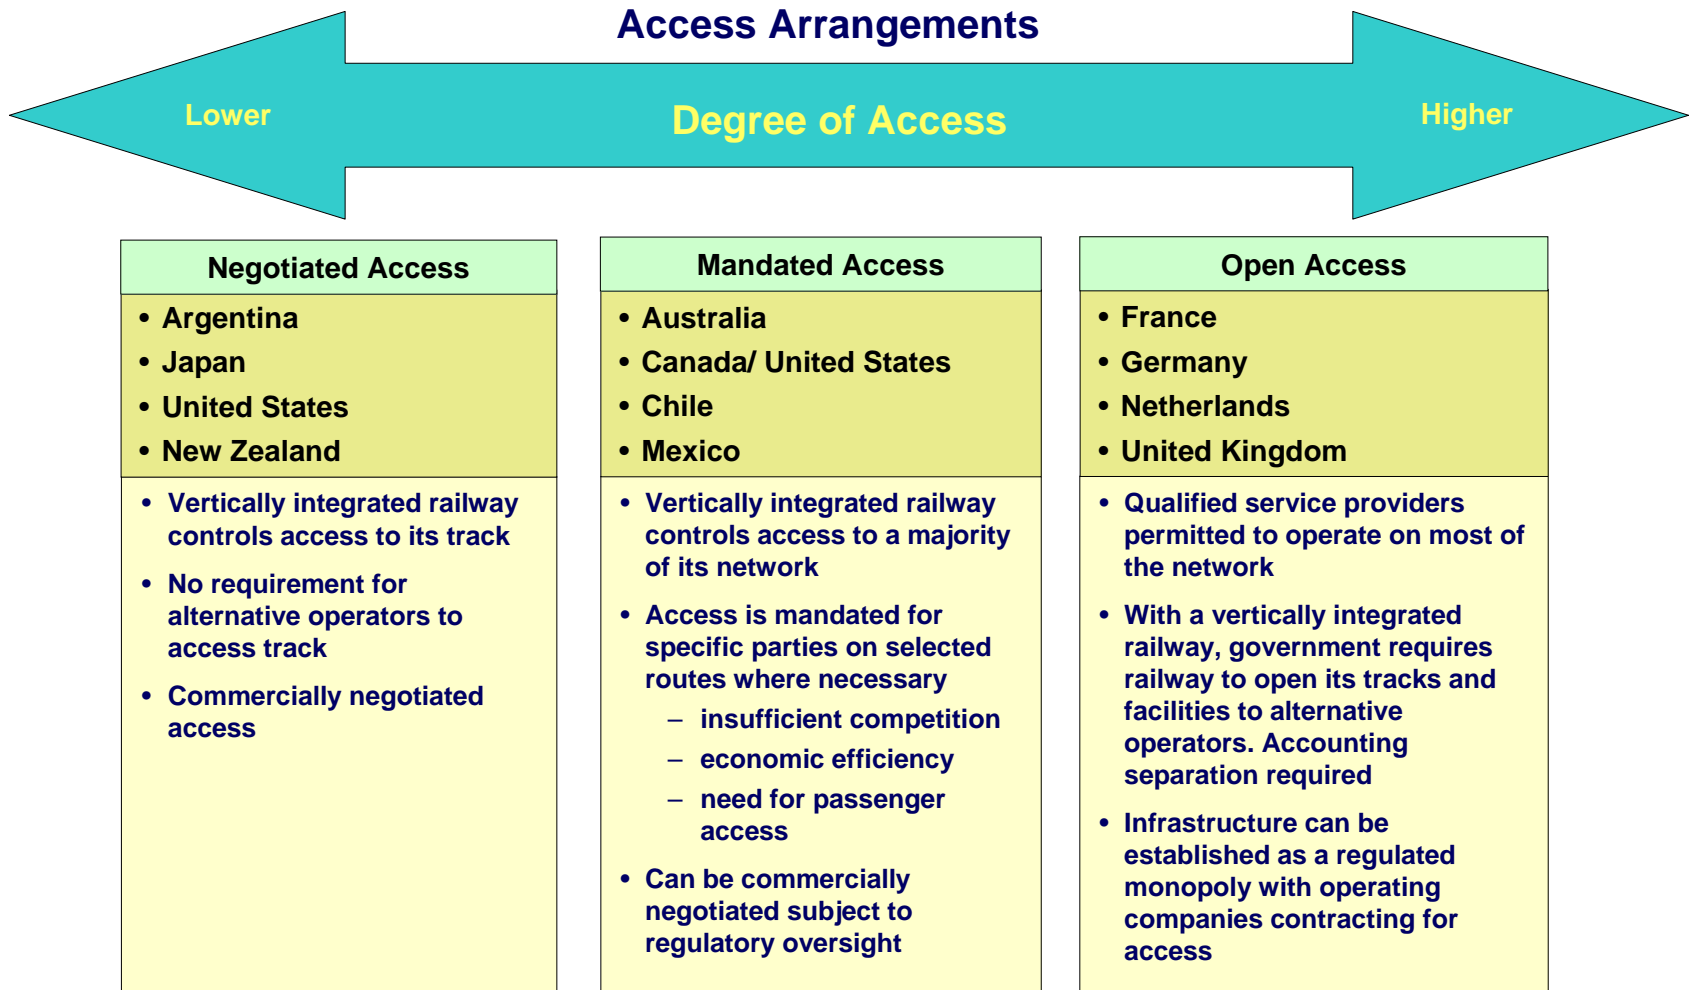 Access Arrangements
Lower
Degree of Access
Higher
Negotiated Access
• Argentina
• Japan
• United States
• New Zealand
• Vertically integrated railway
controls access to its track
• No requirement for
alternative operators to
access track
• Commercially negotiated
access
Mandated Access
• Australia
• Canada/ United States
• Chile
• Mexico
• Vertically integrated railway
controls access to a majority
of its network
• Access is mandated for
specific parties on selected
routes where necessary
– insufficient competition
– economic efficiency
– need for passenger
access
• Can be commercially
negotiated subject to
regulatory oversight
Open Access
• France
• Germany
• Netherlands
• United Kingdom
• Qualified service providers
permitted to operate on most of
the network
• With a vertically integrated
railway, government requires
railway to open its tracks and
facilities to alternative
operators. Accounting
separation required
• Infrastructure can be
established as a regulated
monopoly with operating
companies contracting for
access